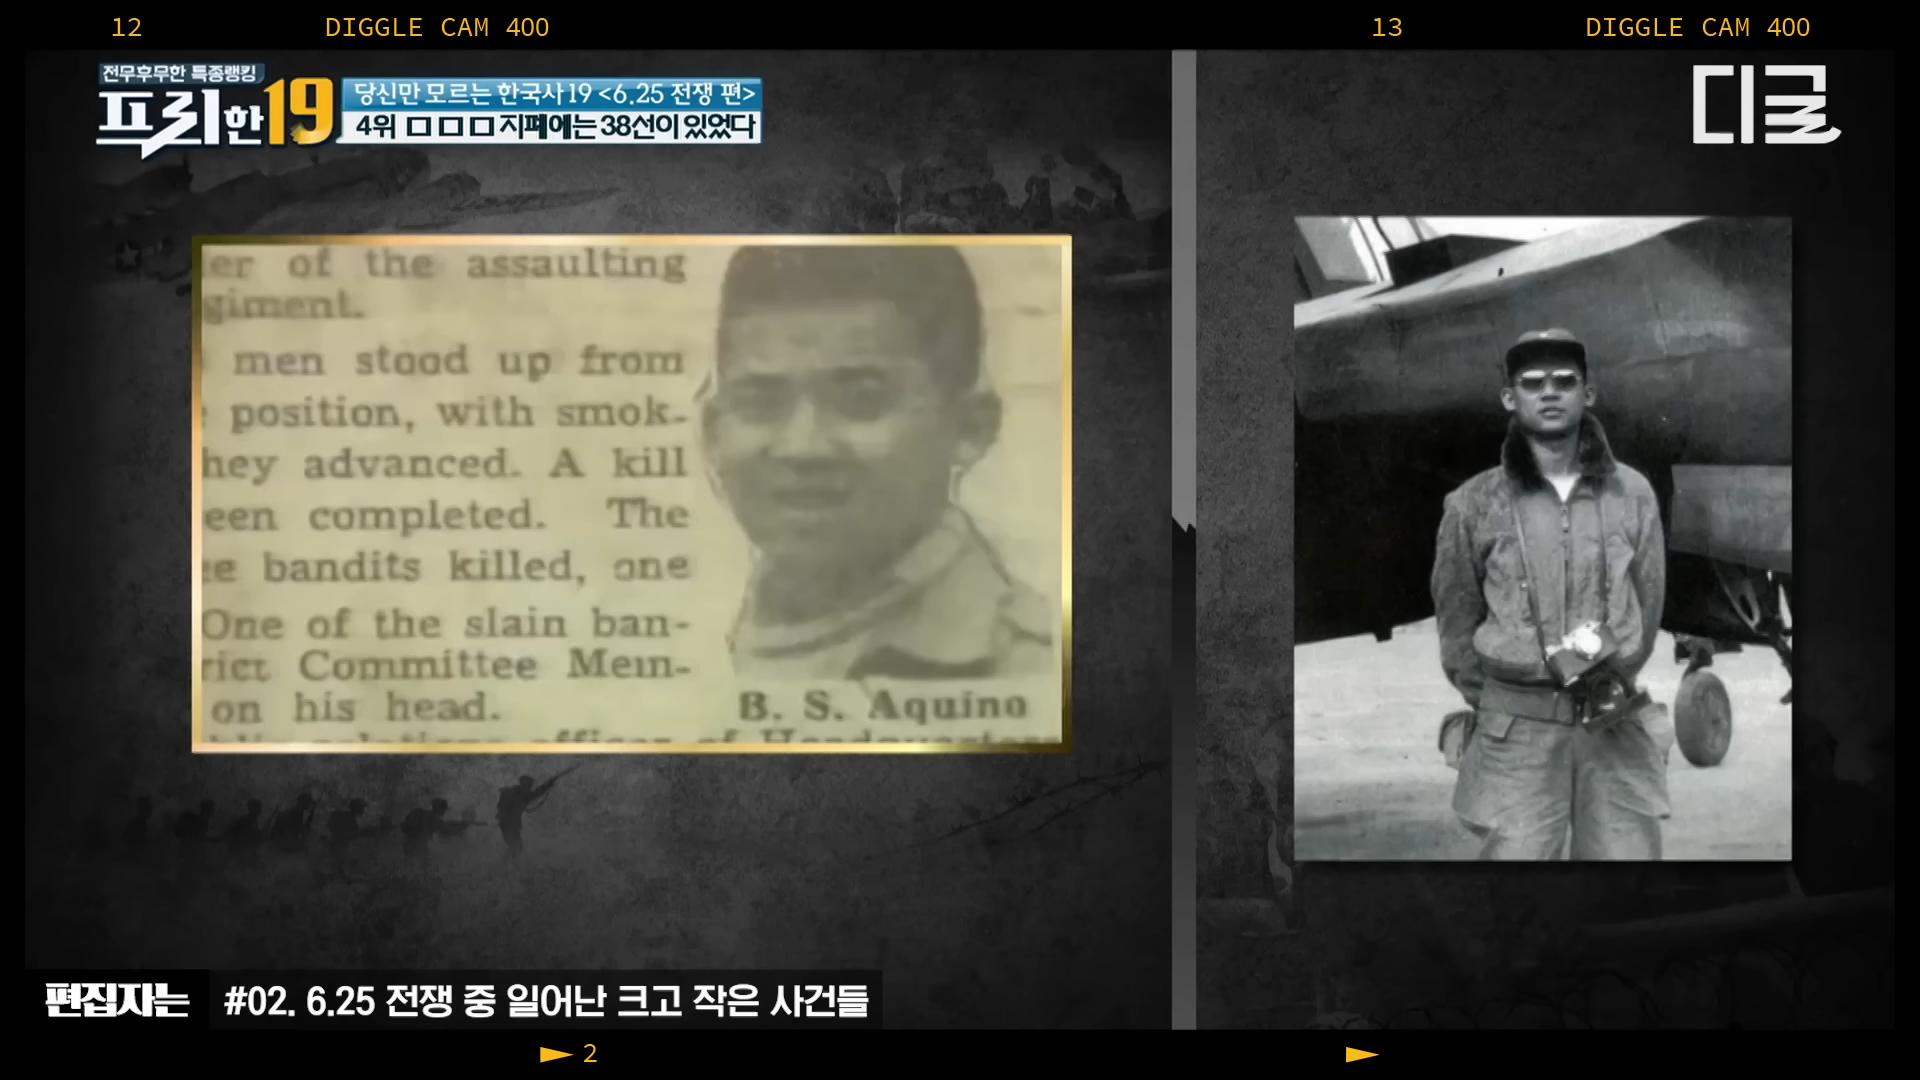 12 DIGGLE CAM 400 13 DIGGLE CAM 400
전무후무한 특종랭킹
프리한19
당신만 모르는 한국사19 <6.25 전쟁 편>
4위 □□□지폐에는 38선이 있었다
디글
er of the assaulting
giment.
men stood up from
position, with smok-
hey advanced. A kill
een completed. The
e bandits killed, one
One of the slain ban-
rict Committee Mem-
on his head.
B. S. Aquino
편집자는 #02. 6.25 전쟁 중 일어난 크고 작은 사건들
2